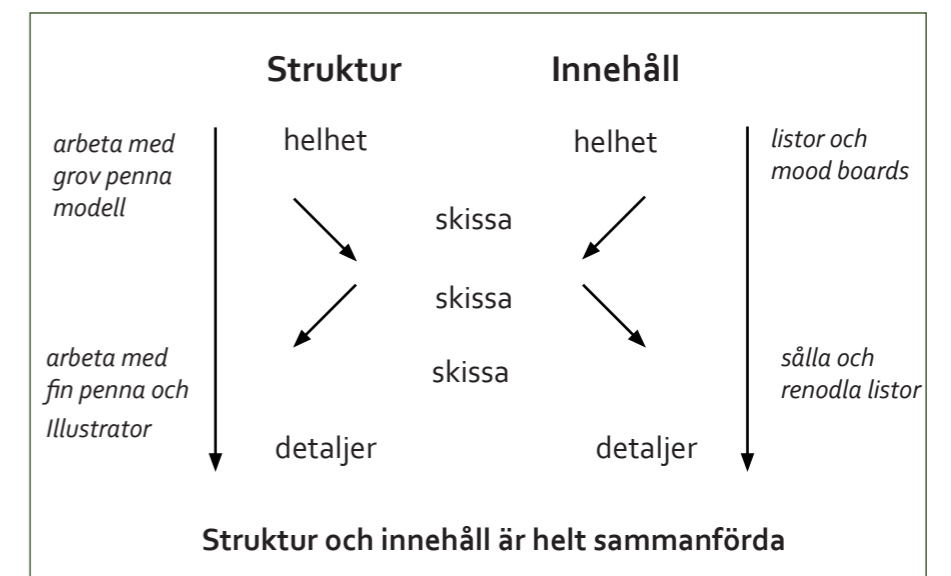 Struktur
Innehåll
arbeta med
grov penna
modell
helhet
helhet
listor och
mood boards
skissa
skissa
skissa
arbeta med
fin penna och
Illustrator
sålla och
renodla listor
detaljer
detaljer
Struktur och innehåll är helt sammanförda